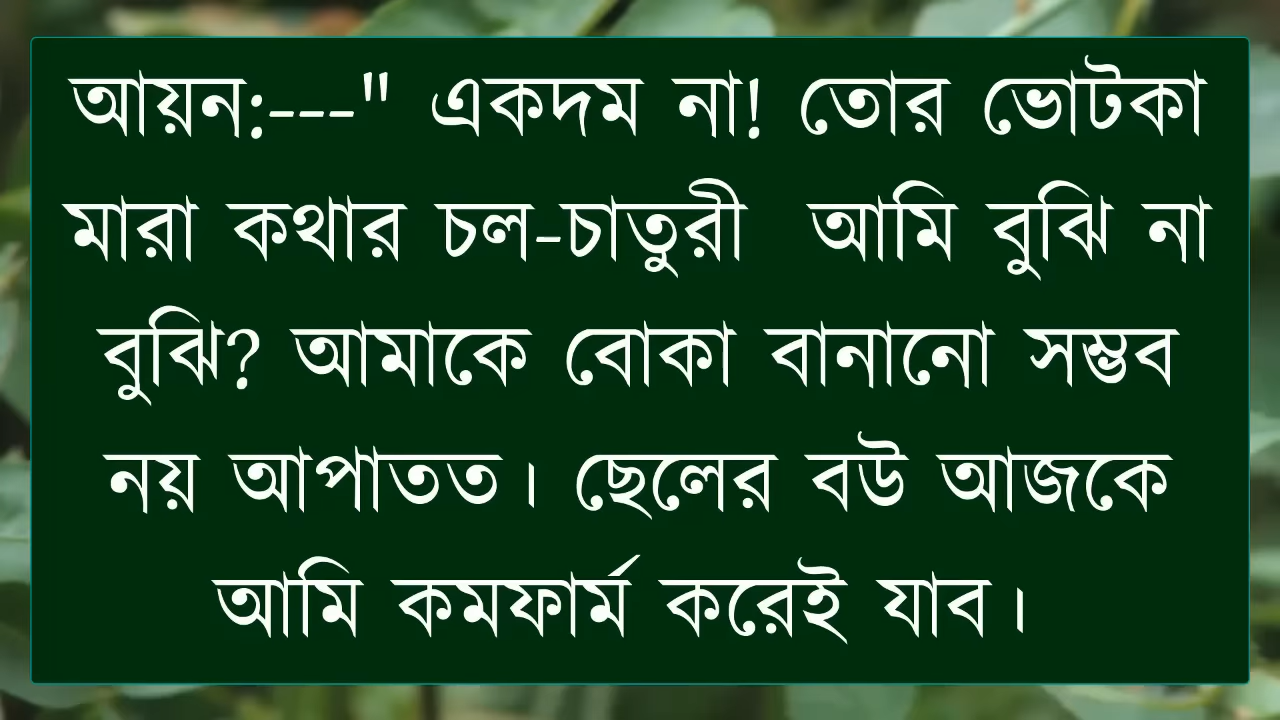 আয়ন:---" একদম না! তোর ভোটকা
মারা কথার চল-চাতুরী আমি বুঝি না
বুঝি? আমাকে বোকা বানানো সম্ভব
নয় আপাতত। ছেলের বউ আজকে
আমি কমফার্ম করেই যাব।